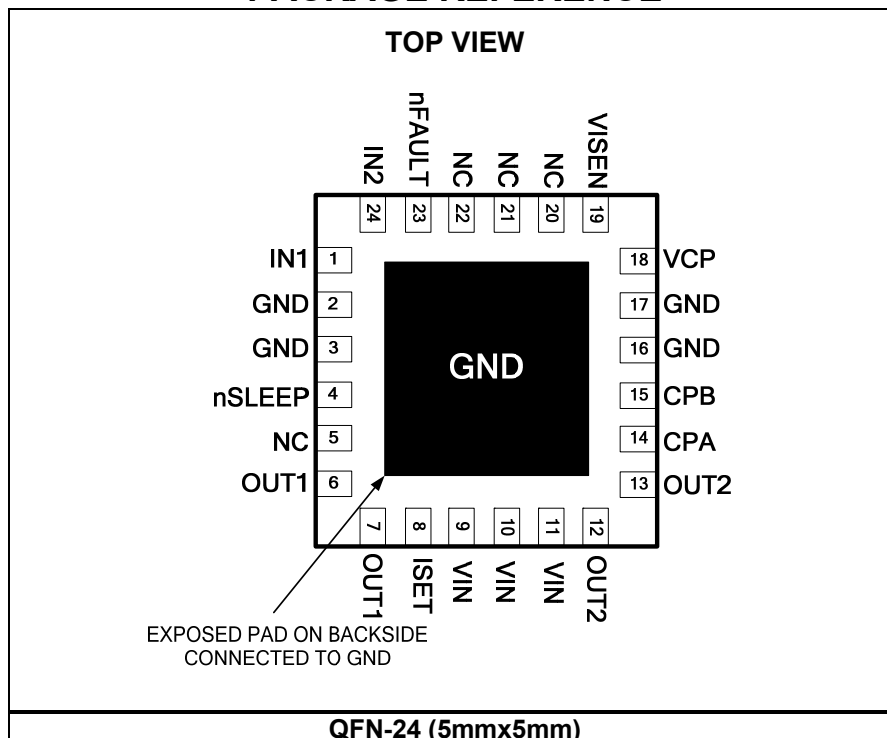 PACKAGE REFERENCE
TOP VIEW
IN2
nFAULT
NC
NC
NC
VISEN
24
23
22
21
20
19
IN1 1
GND 2
GND 3
nSLEEP 4
NC 5
OUT1 6
18 VCP
17 GND
16 GND
15 CPB
14 CPA
13 OUT2
GND
7
8
9
10
11
12
OUT1
ISET
VIN
VIN
VIN
OUT2
EXPOSED PAD ON BACKSIDE
CONNECTED TO GND
QFN-24 (5mmx5mm)